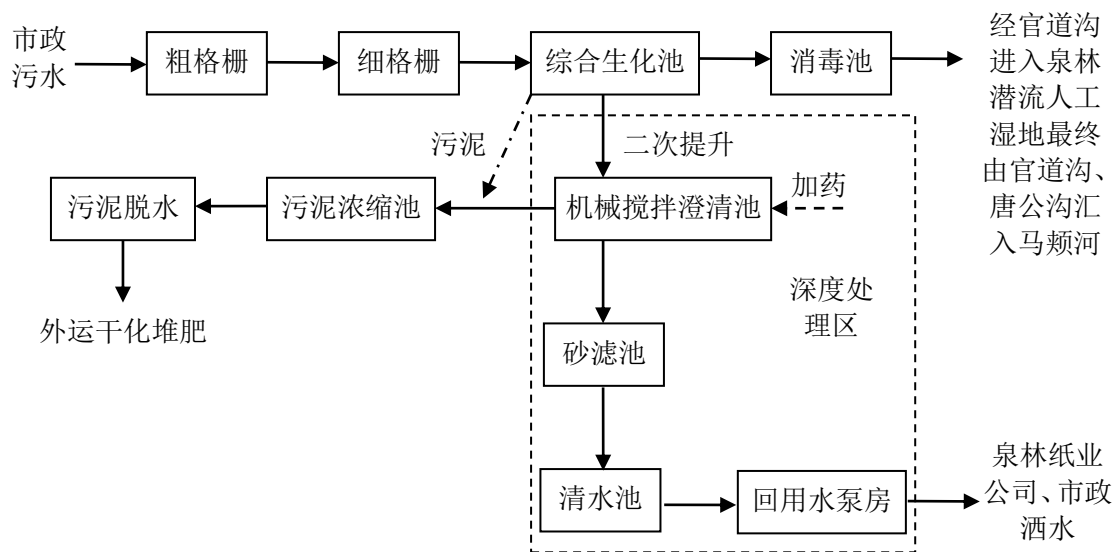 市政
污水
粗格栅
细格栅
综合生化池
消毒池
经官道沟
进入泉林
潜流人工
湿地最终
由官道沟、
唐公沟汇
入马颊河
污泥
二次提升
污泥脱水
污泥浓缩池
机械搅拌澄清池
加药
外运干化堆肥
深度处
理区
砂滤池
清水池
回用水泵房
泉林纸业
公司、市政
洒水